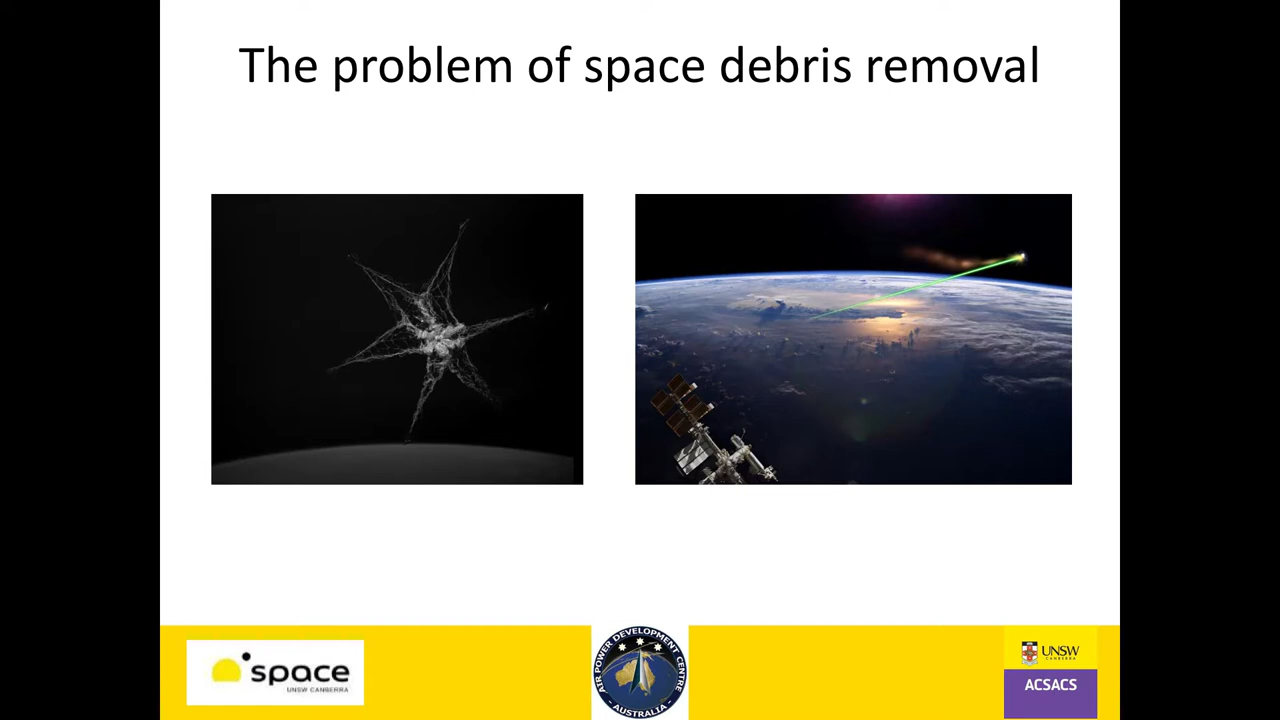 The problem of space debris removal
space
UNSW CANBERRA
AIR POWER DEVELOPMENT CENTRE
- AUSTRALIA -
UNSW
CANBERRA
ACSACS